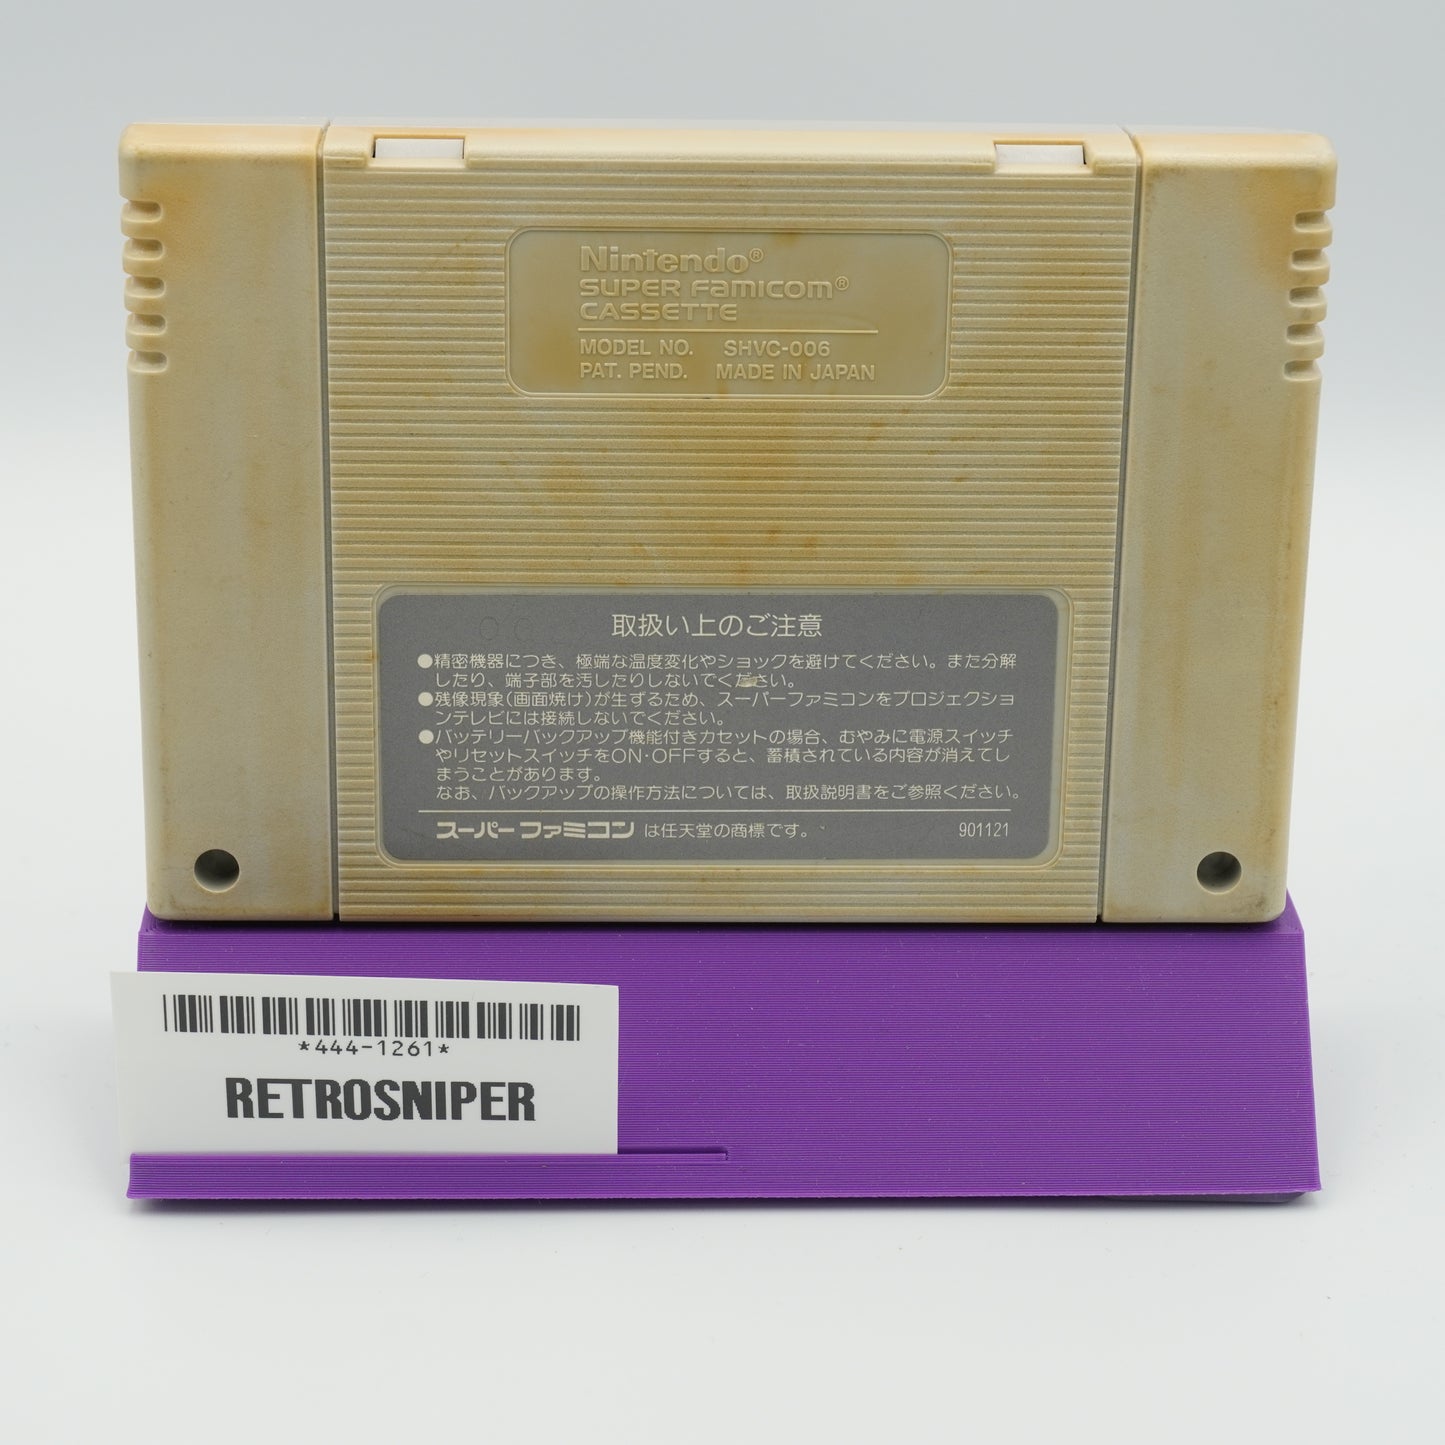 Nintendo®
SUPER FAMICOM®
CASSETTE
MODEL NO. SHVC-006
PAT. PEND. MADE IN JAPAN
取扱い上のご注意
●精密機器につき、極端な温度変化やショックを避けてください。また分解
したり、端子部を汚したりしないでください。
●残像現象(画面焼け)が生ずるため、スーパーファミコンをプロジェクショ
ンテレビには接続しないでください。
●バッテリーバックアップ機能付きカセットの場合、むやみに電源スイッチ
やリセットスイッチをON·OFFすると、蓄積されている内容が消えてし
まうことがあります。
なお、バックアップの操作方法については、取扱説明書をご参照ください。
スーパーファミコン は任天堂の商標です。 901121
*444-1261*
RETROSNIPER